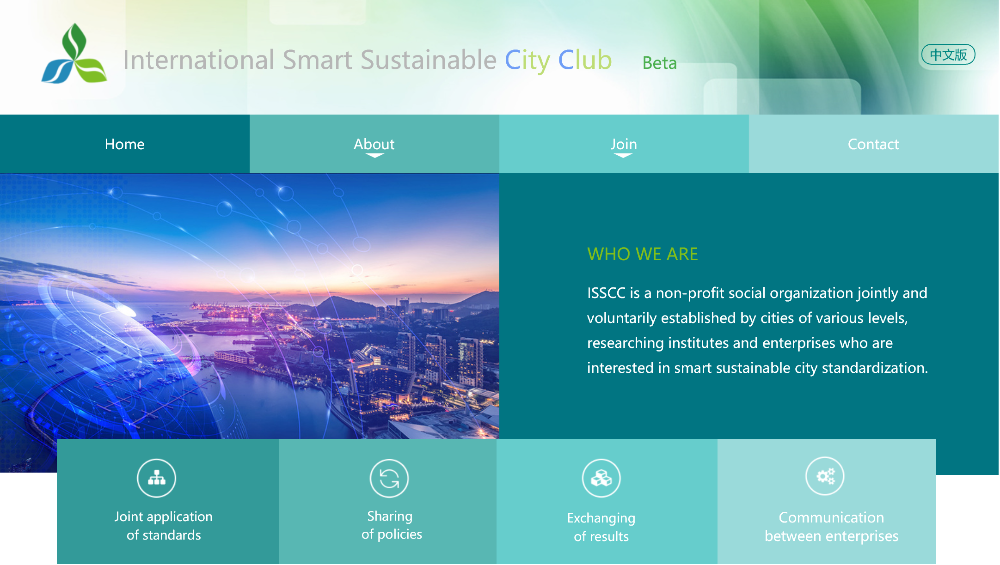 International Smart Sustainable City Club Beta
中文版
Home
About
Join
Contact
WHO WE ARE
ISSCC is a non-profit social organization jointly and
voluntarily established by cities of various levels,
researching institutes and enterprises who are
interested in smart sustainable city standardization.
Joint application
of standards
Sharing
of policies
Exchanging
of results
Communication
between enterprises